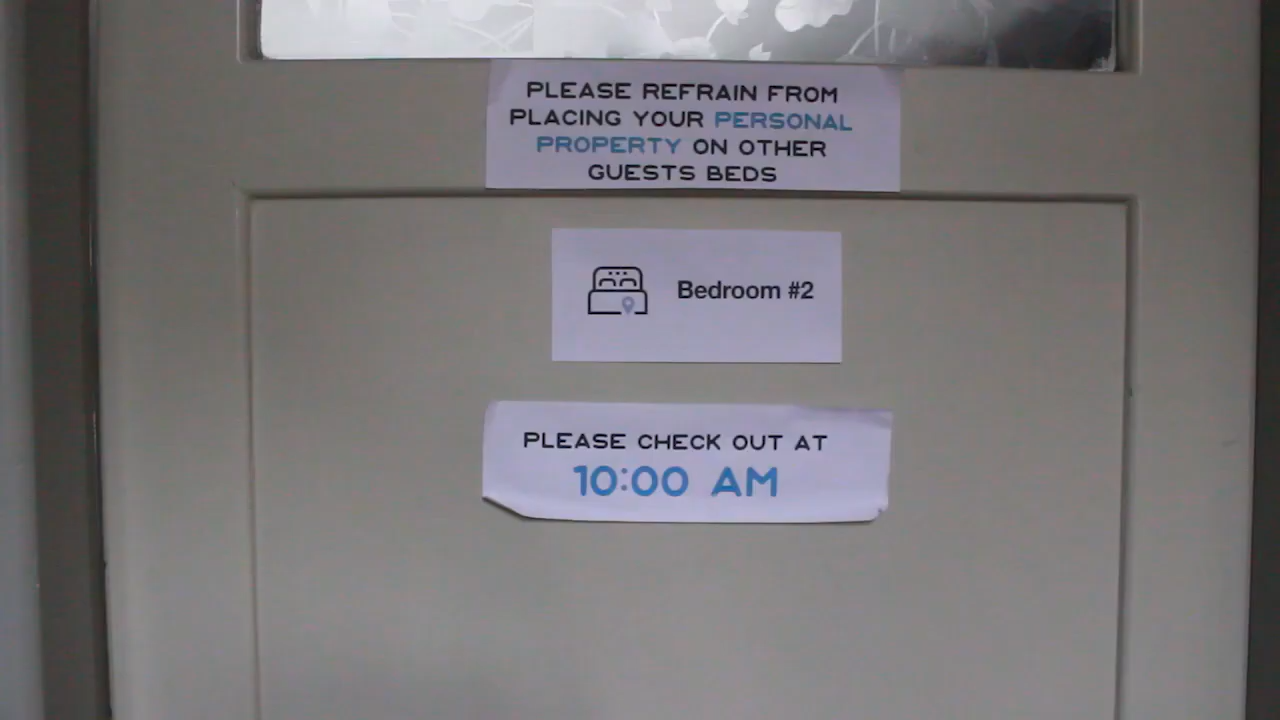 PLEASE REFRAIN FROM
PLACING YOUR PERSONAL
PROPERTY ON OTHER
GUESTS BEDS
Bedroom #2
PLEASE CHECK OUT AT
10:00 AM